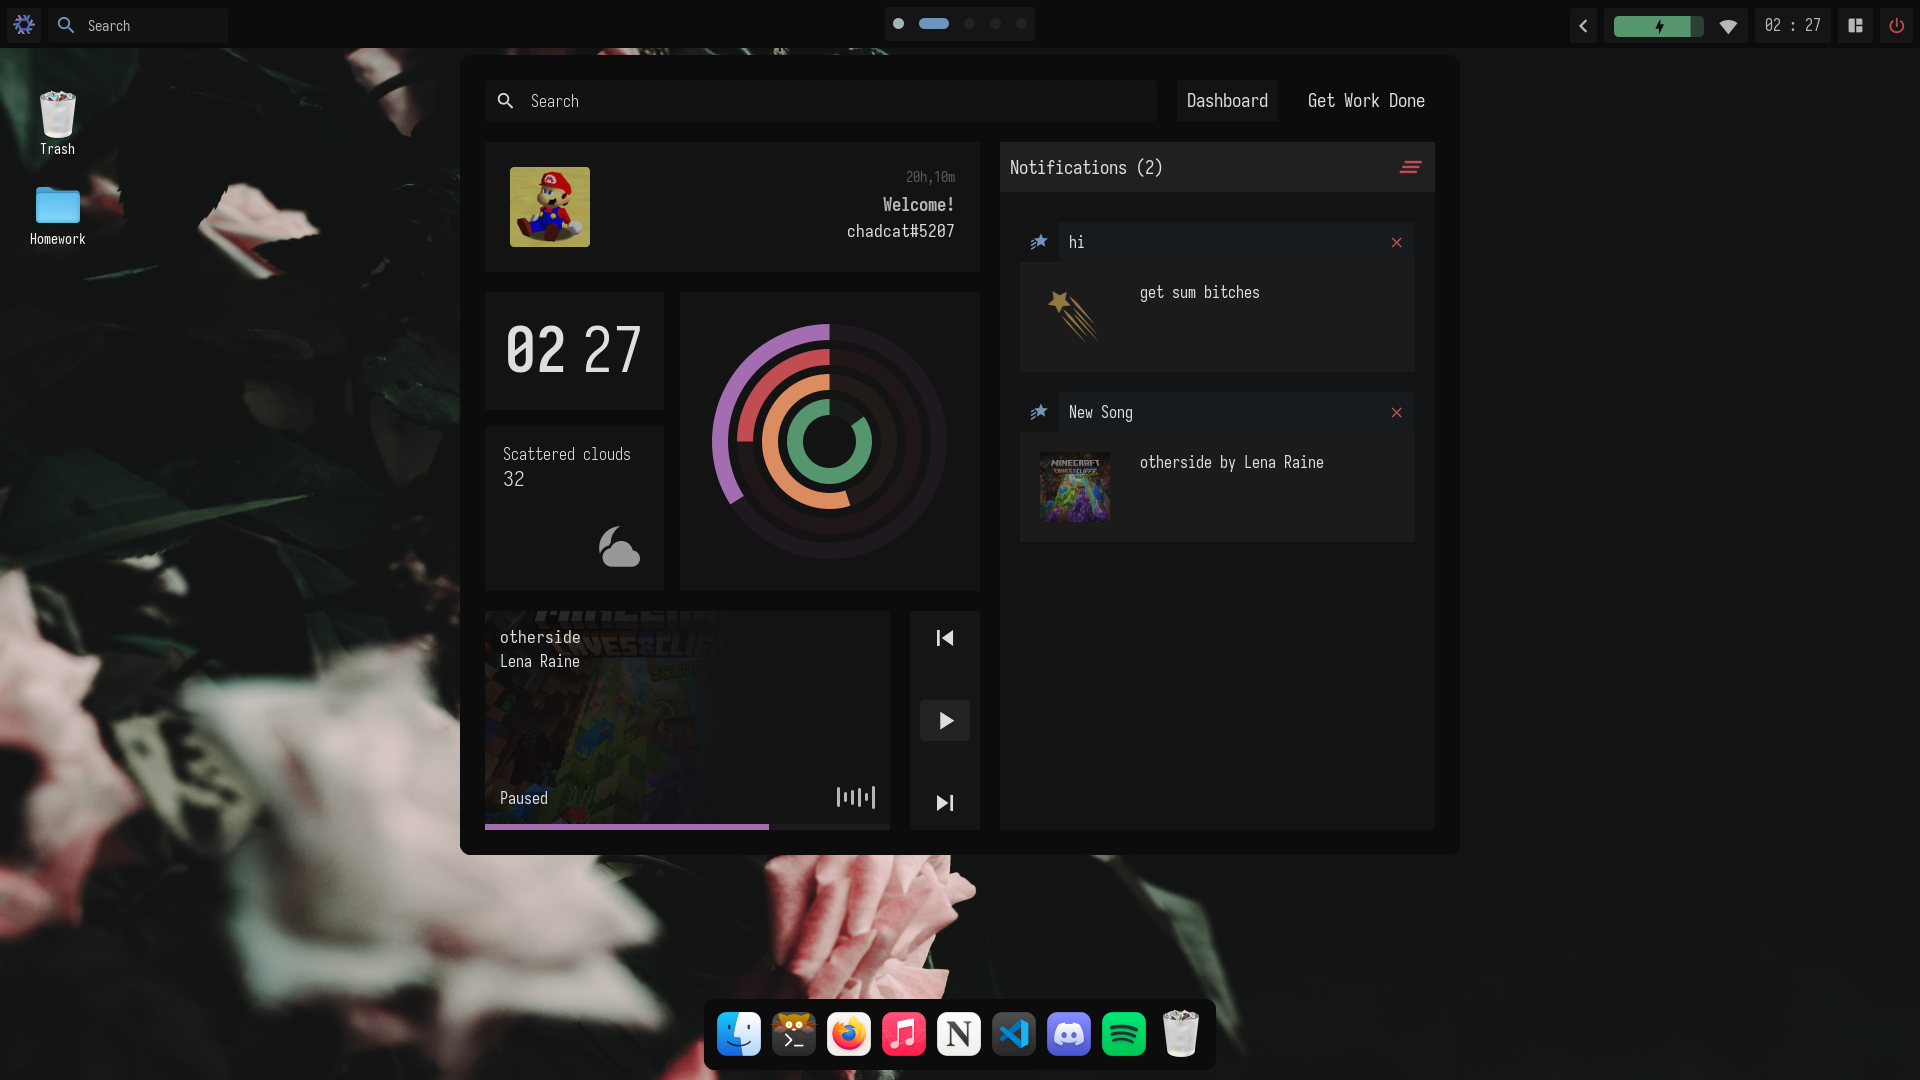 Search
02 : 27
Trash
Homework
Search
Dashboard
Get Work Done
20h,10m
Welcome!
chadcat#5207
02 27
Scattered clouds
32
otherside
Lena Raine
Paused
Notifications (2)
hi
get sum bitches
New Song
MINECRAFT
otherside by Lena Raine